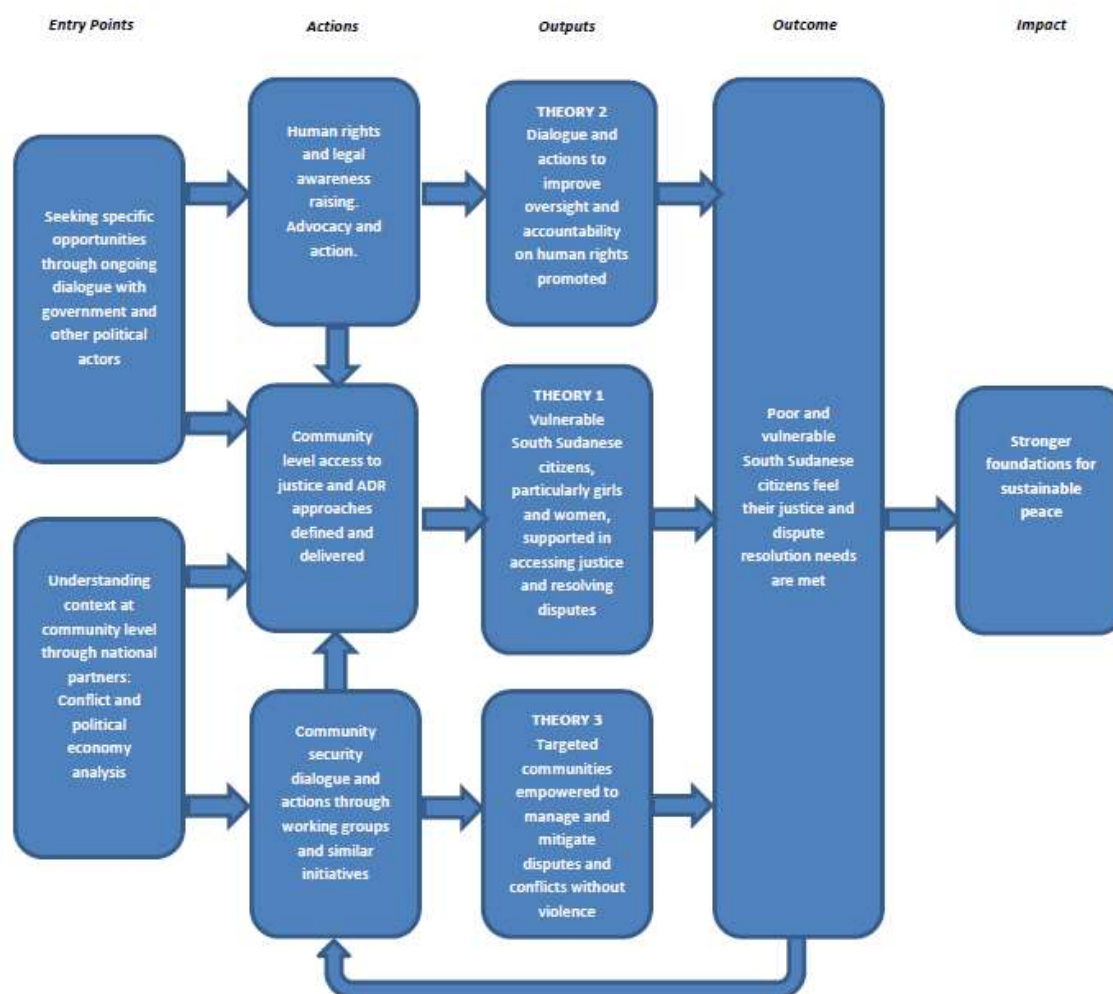 Entry Points
Actions
Outputs
Outcome
Impact
Seeking specific
opportunities
through ongoing
dialogue with
government and
other political
actors
Understanding
context at
community level
through national
partners:
Conflict and
political
economy
analysis
Human rights
and legal
awareness
raising.
Advocacy and
action.
Community
level access to
justice and ADR
approaches
defined and
delivered
Community
security
dialogue and
actions through
working groups
and similar
initiatives
THEORY 2
Dialogue and
actions to
improve
oversight and
accountability
on human rights
promoted
THEORY 1
Vulnerable
South Sudanese
citizens,
particularly girls
and women,
supported in
accessing justice
and resolving
disputes
THEORY 3
Targeted
communities
empowered to
manage and
mitigate
disputes and
conflicts without
violence
Poor and
vulnerable
South Sudanese
citizens feel
their justice and
dispute
resolution needs
are met
Stronger
foundations for
sustainable
peace